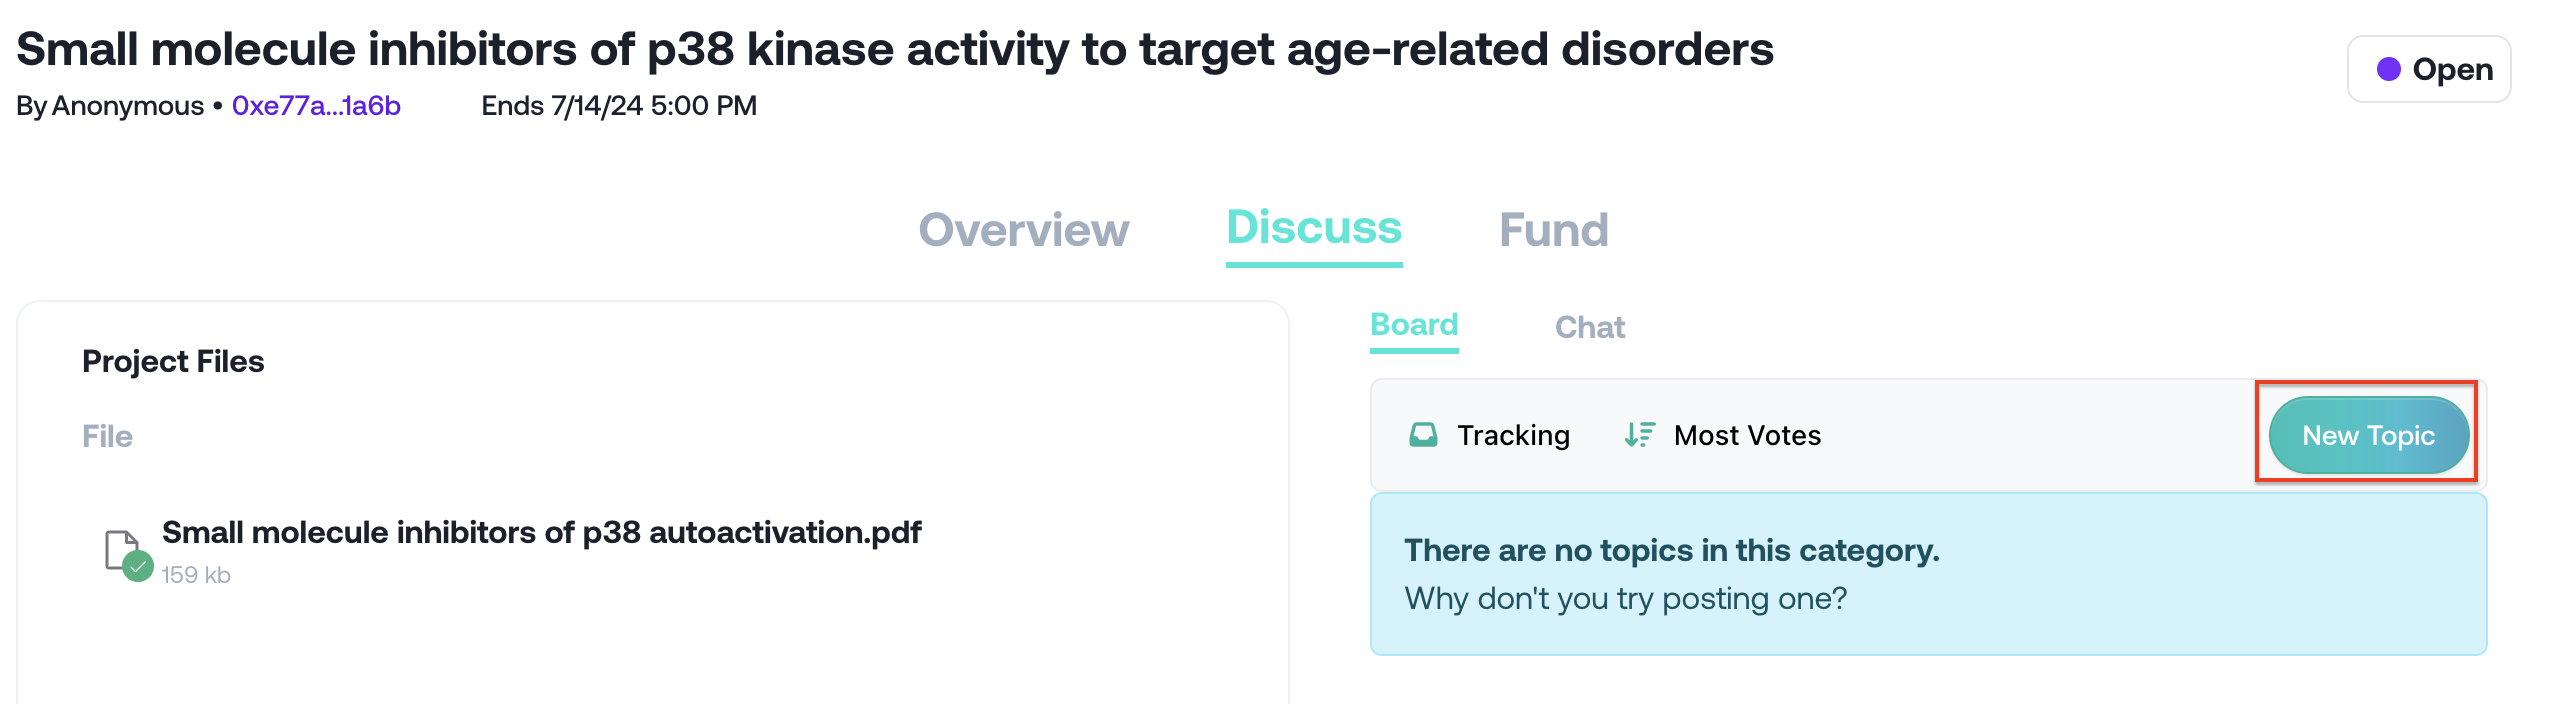 Small molecule inhibitors of p38 kinase activity to target age-related disorders
Open
By Anonymous • 0xe77a...1a6b Ends 7/14/24 5:00 PM
Overview Discuss Fund
Project Files
File
Small molecule inhibitors of p38 autoactivation.pdf
159 kb
Board Chat
Tracking Most Votes New Topic
There are no topics in this category.
Why don't you try posting one?